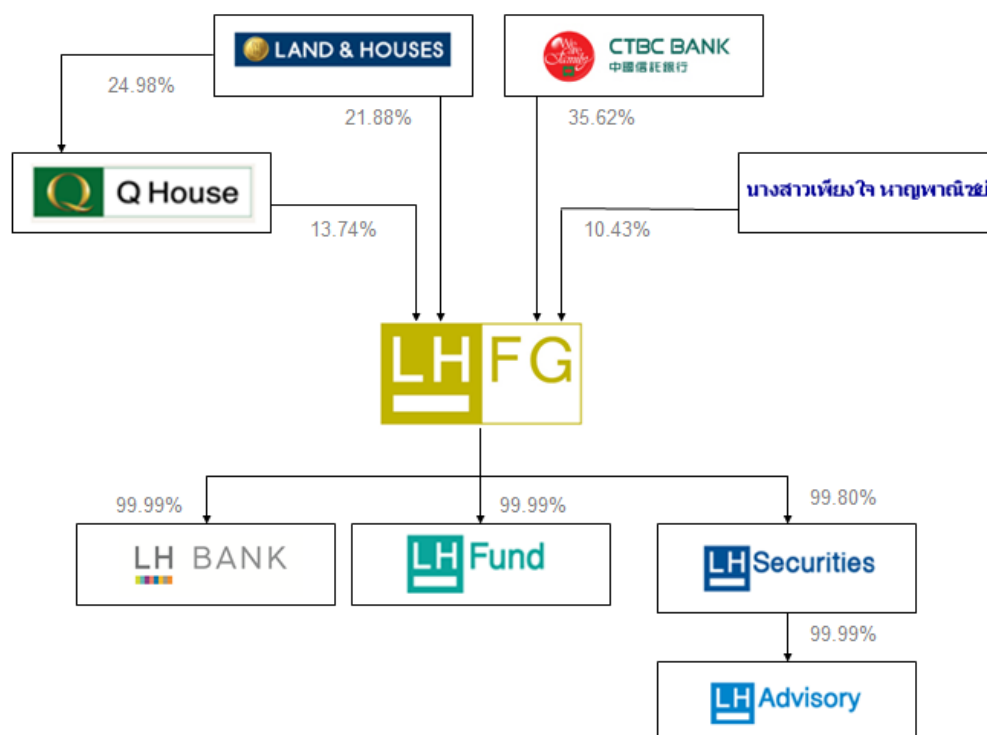 LAND & HOUSES
We are Family
CTBC BANK
中國信託銀行
24.98%
21.88%
35.62%
Q House
นางสาวเพียงใจ หาญพาณิชย์
13.74%
10.43%
LH FG
99.99%
99.99%
99.80%
LH BANK
LH Fund
LH Securities
99.99%
LH Advisory